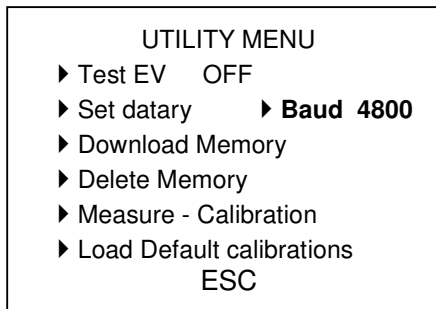 UTILITY MENU
▶ Test EV OFF
▶ Set datary ▶ Baud 4800
▶ Download Memory
▶ Delete Memory
▶ Measure - Calibration
▶ Load Default calibrations
ESC